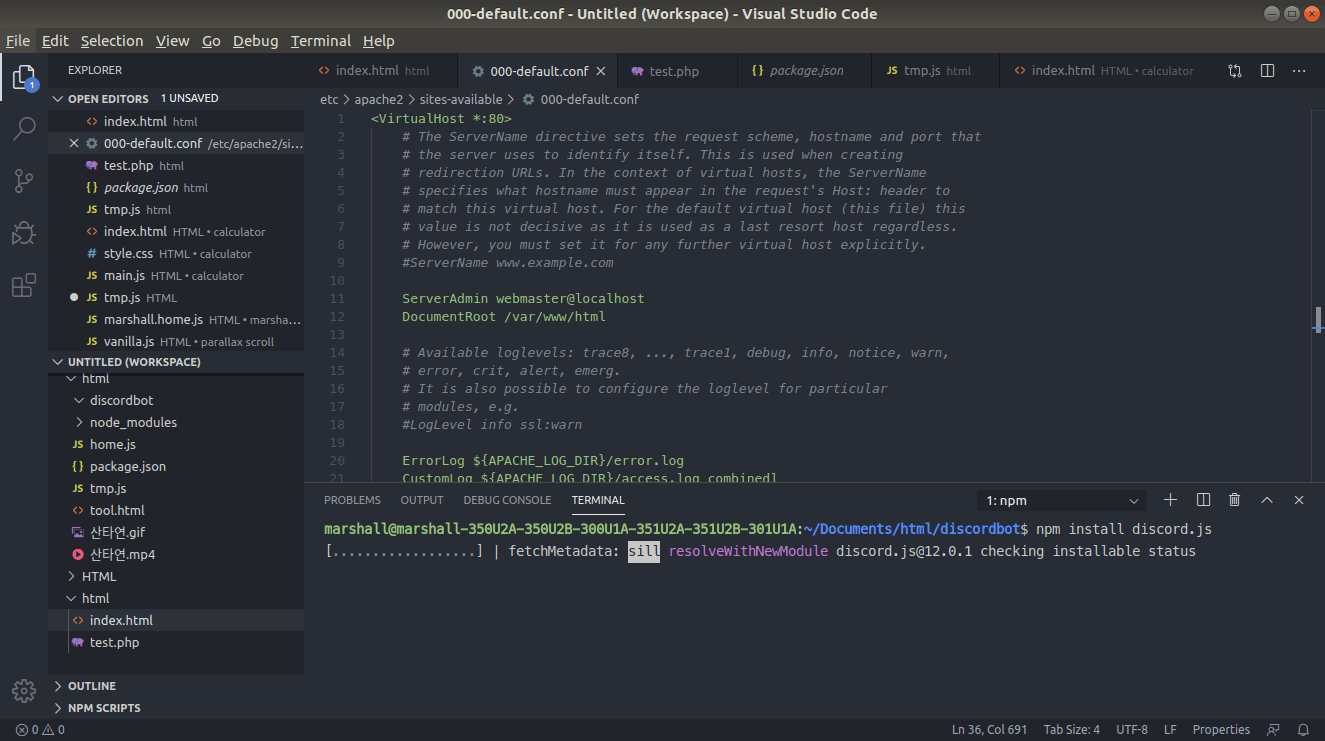 000-default.conf - Untitled (Workspace) - Visual Studio Code
File Edit Selection View Go Debug Terminal Help
1
EXPLORER
OPEN EDITORS 1 UNSAVED
index.html html
000-default.conf /etc/apache2/si...
test.php html
{} package.json html
JS tmp.js html
index.html HTML • calculator
# style.css HTML • calculator
JS main.js HTML • calculator
JS tmp.js HTML
JS marshall.home.js HTML • marsha...
JS vanilla.js HTML • parallax scroll
UNTITLED (WORKSPACE)
html
discordbot
node_modules
JS home.js
{} package.json
JS tmp.js
tool.html
산타연.gif
산타연.mp4
HTML
html
index.html
test.php
OUTLINE
NPM SCRIPTS
index.html html
000-default.conf
test.php
{} package.json
JS tmp.js html
index.html HTML • calculator
etc > apache2 > sites-available > 000-default.conf
1 <VirtualHost *:80>
2 # The ServerName directive sets the request scheme, hostname and port that
3 # the server uses to identify itself. This is used when creating
4 # redirection URLs. In the context of virtual hosts, the ServerName
5 # specifies what hostname must appear in the request's Host: header to
6 # match this virtual host. For the default virtual host (this file) this
7 # value is not decisive as it is used as a last resort host regardless.
8 # However, you must set it for any further virtual host explicitly.
9 #ServerName www.example.com
10
11 ServerAdmin webmaster@localhost
12 DocumentRoot /var/www/html
13
14 # Available loglevels: trace8, ..., trace1, debug, info, notice, warn,
15 # error, crit, alert, emerg.
16 # It is also possible to configure the loglevel for particular
17 # modules, e.g.
18 #LogLevel info ssl:warn
19
20 ErrorLog ${APACHE_LOG_DIR}/error.log
21 CustomLog ${APACHE_LOG_DIR}/access.log combined]
PROBLEMS OUTPUT DEBUG CONSOLE TERMINAL
1: npm
marshall@marshall-350U2A-350U2B-300U1A-351U2A-351U2B-301U1A:~/Documents/html/discordbot$ npm install discord.js
[..................] | fetchMetadata: sill resolveWithNewModule discord.js@12.0.1 checking installable status
0 0
Ln 36, Col 691 Tab Size: 4 UTF-8 LF Properties